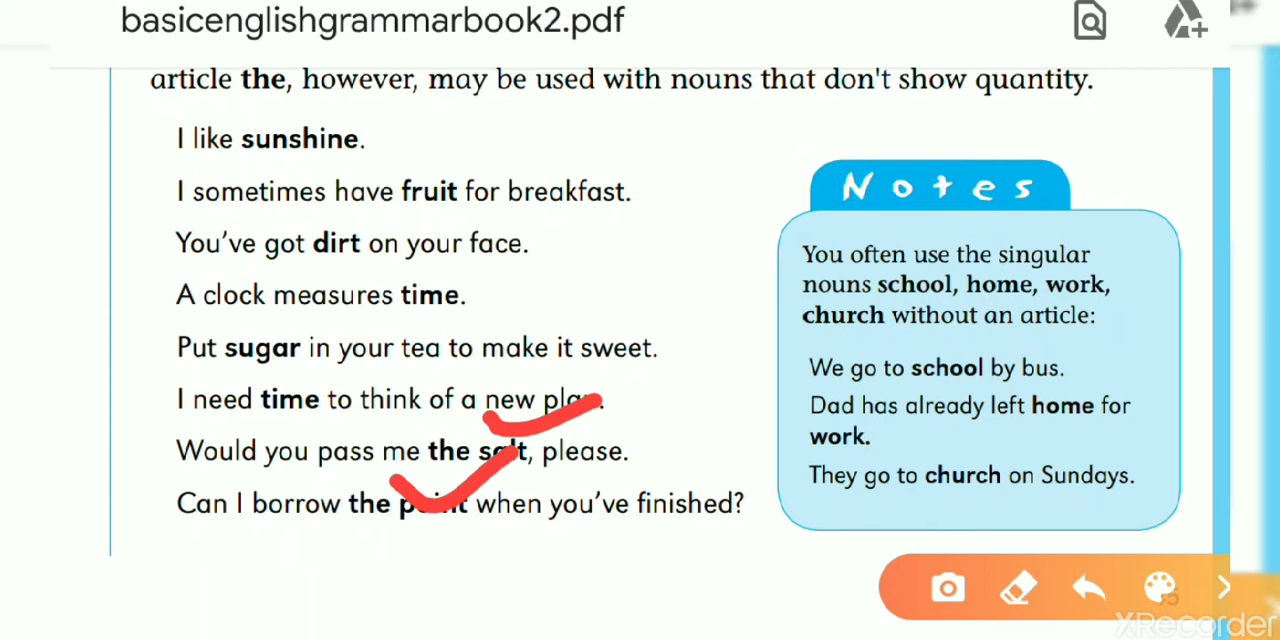 basicenglishgrammarbook2.pdf
article the, however, may be used with nouns that don't show quantity.
I like sunshine.
I sometimes have fruit for breakfast.
You've got dirt on your face.
A clock measures time.
Put sugar in your tea to make it sweet.
I need time to think of a new plan.
Would you pass me the salt, please.
Can I borrow the paint when you've finished?
Notes
You often use the singular
nouns school, home, work,
church without an article:
We go to school by bus.
Dad has already left home for
work.
They go to church on Sundays.
XRecorder